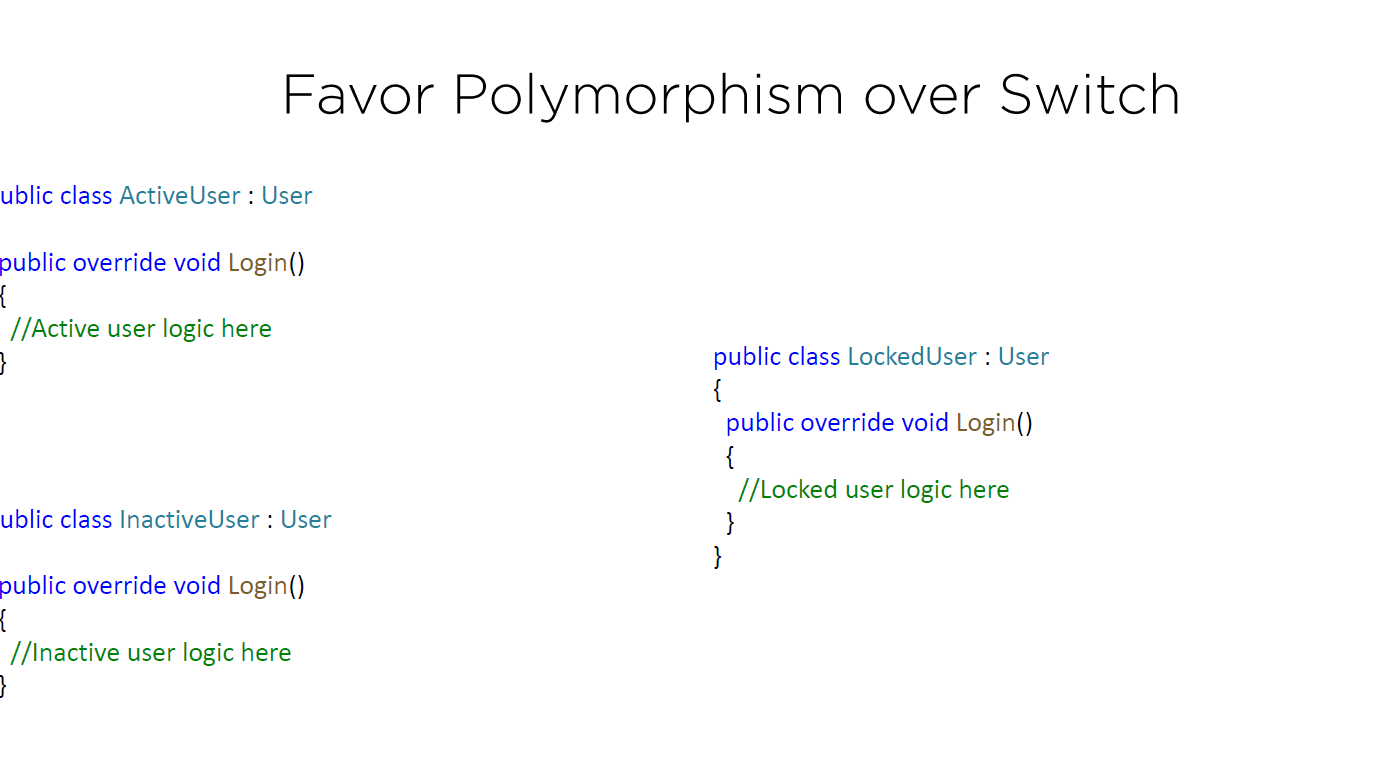 Favor Polymorphism over Switch
ublic class ActiveUser : User
public override void Login()
{
//Active user logic here
}
ublic class InactiveUser : User
public override void Login()
{
//Inactive user logic here
}
public class LockedUser : User
{
public override void Login()
{
//Locked user logic here
}
}